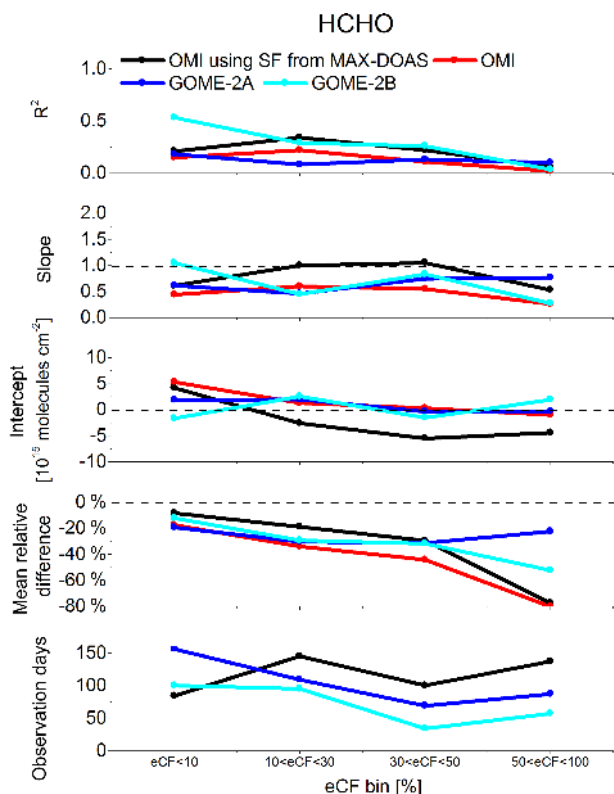 HCHO
OMI using SF from MAX-DOAS OMI
GOME-2A GOME-2B
R²
1.0
0.5
0.0
Slope
2.0
1.5
1.0
0.5
0.0
Intercept
[10¹⁵ molecules cm⁻²]
10
5
0
-5
-10
Mean relative
difference
0 %
-20 %
-40 %
-60 %
-80 %
Observation days
150
100
50
0
eCF<10 10<eCF<30 30<eCF<50 50<eCF<100
eCF bin [%]